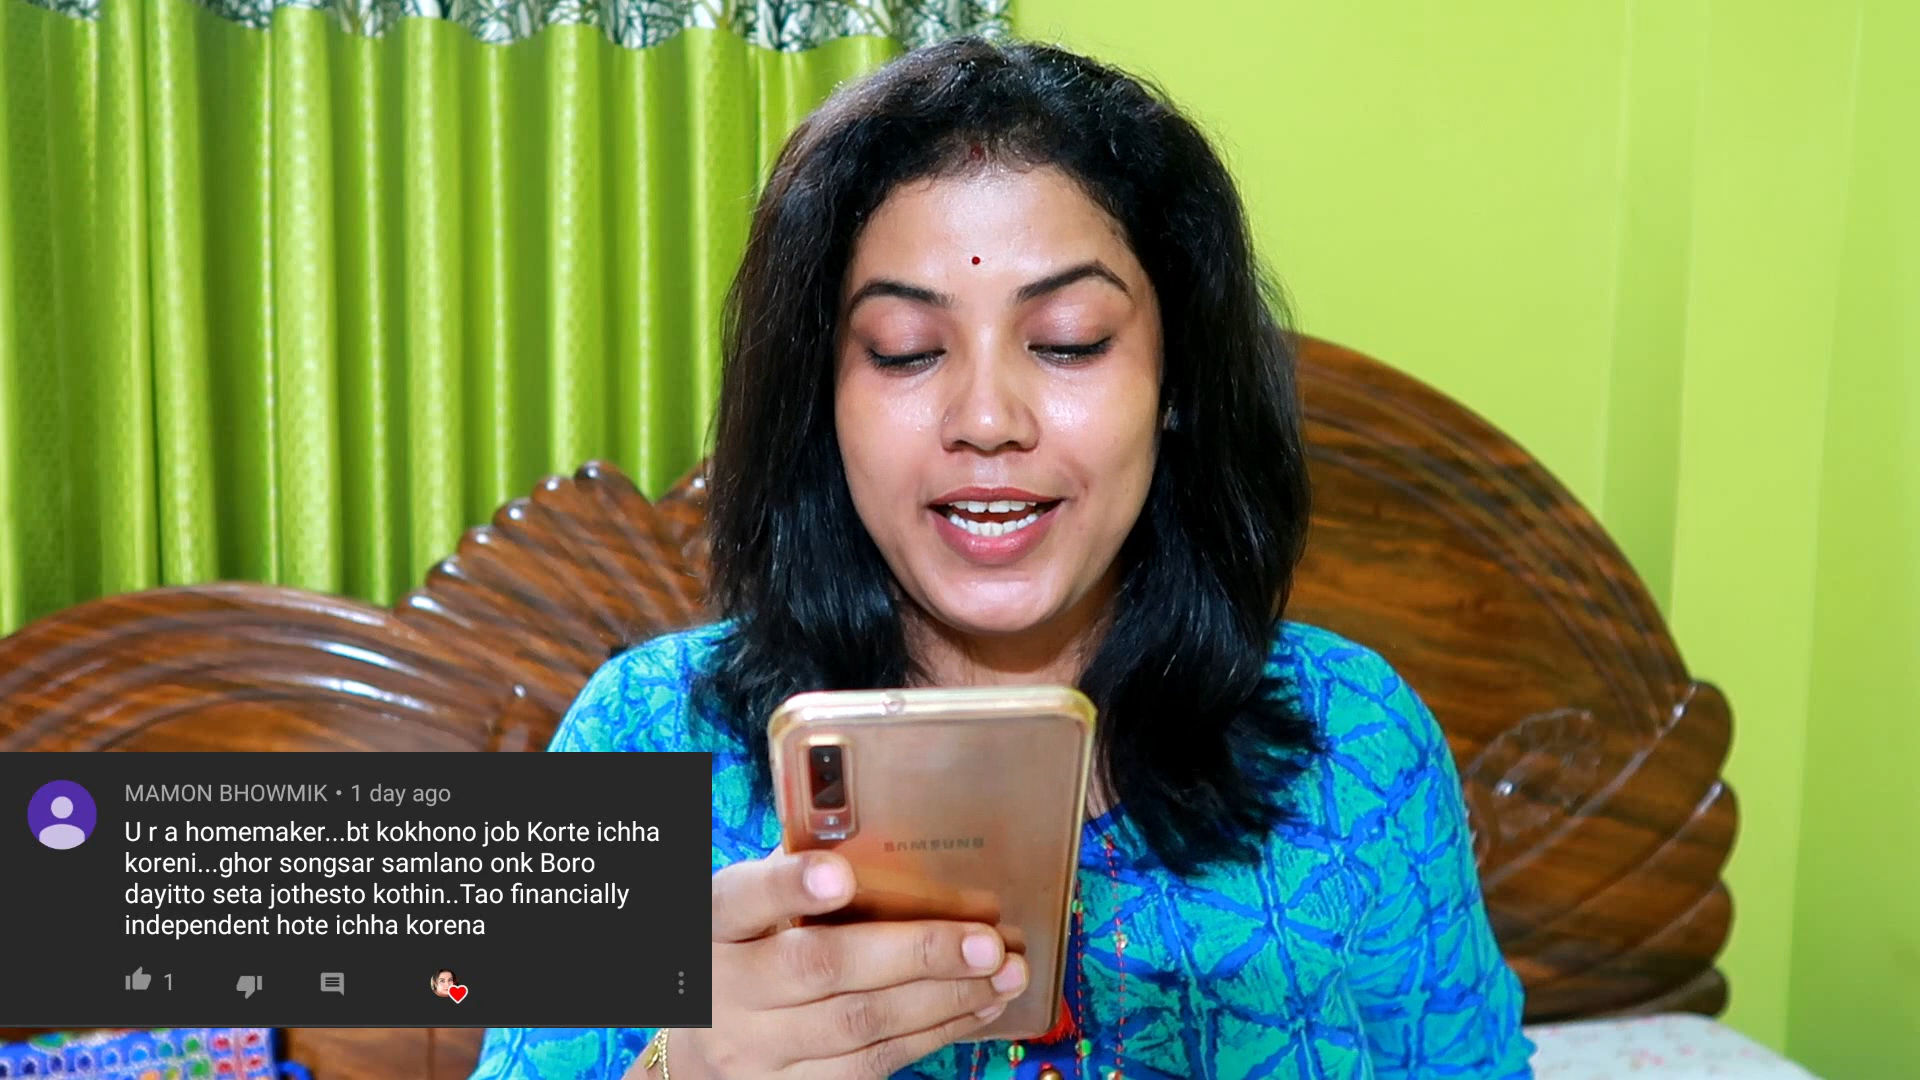 SAMSUNG
MAMON BHOWMIK • 1 day ago
U r a homemaker...bt kokhono job Korte ichha
koreni...ghor songsar samlano onk Boro
dayitto seta jothesto kothin..Tao financially
independent hote ichha korena
1